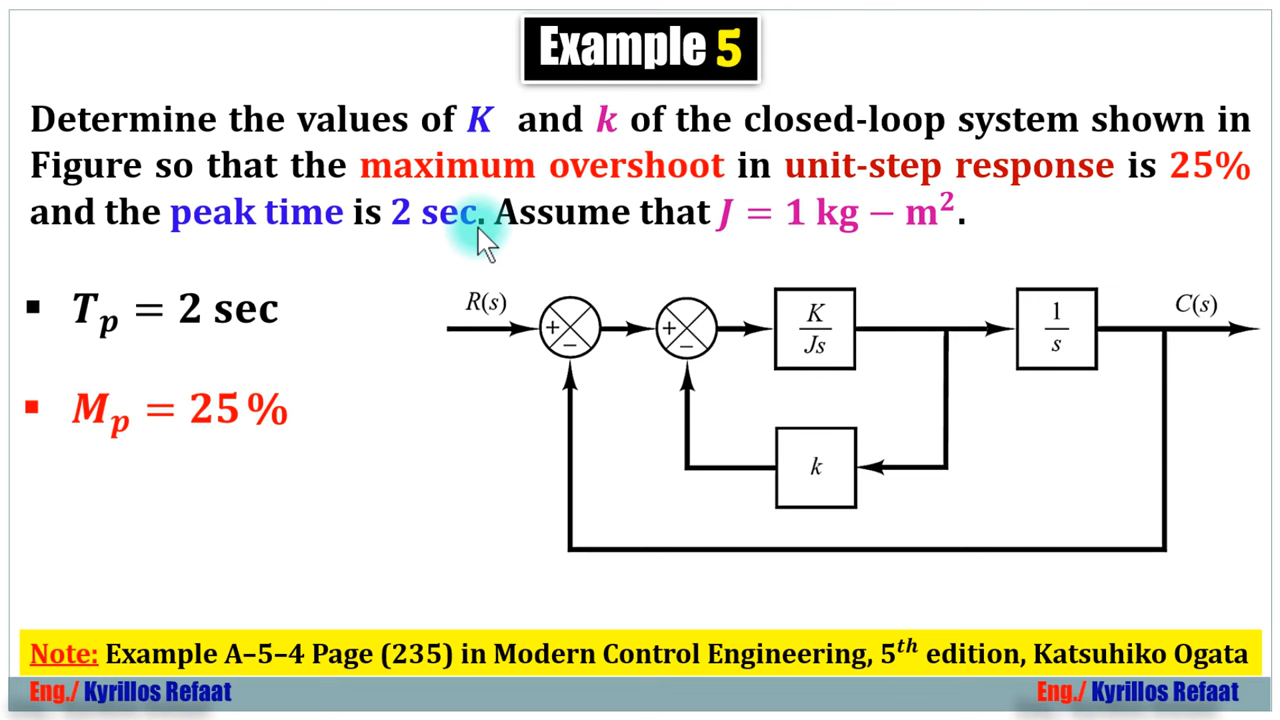 Example 5
Determine the values of K and k of the closed-loop system shown in
Figure so that the maximum overshoot in unit-step response is 25%
and the peak time is 2 sec. Assume that J = 1 kg − m².
▪ Tₚ = 2 sec
▪ Mₚ = 25 %
R(s)
+
−
+
−
K
Js
1
s
C(s)
k
Note: Example A–5–4 Page (235) in Modern Control Engineering, 5ᵗʰ edition, Katsuhiko Ogata
Eng./ Kyrillos Refaat
Eng./ Kyrillos Refaat